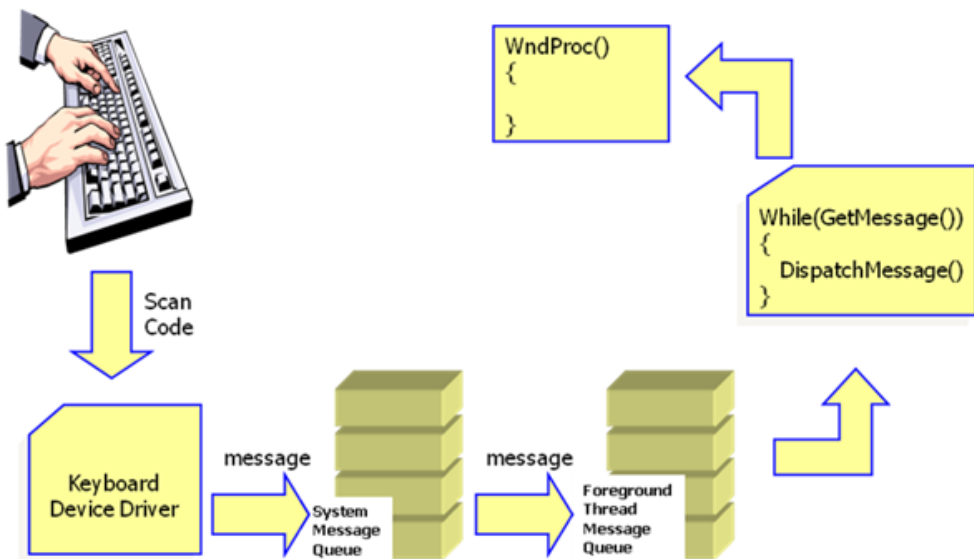 WndProc()
{
}
While(GetMessage())
{
DispatchMessage()
}
Scan
Code
Keyboard
Device Driver
message
System
Message
Queue
message
Foreground
Thread
Message
Queue